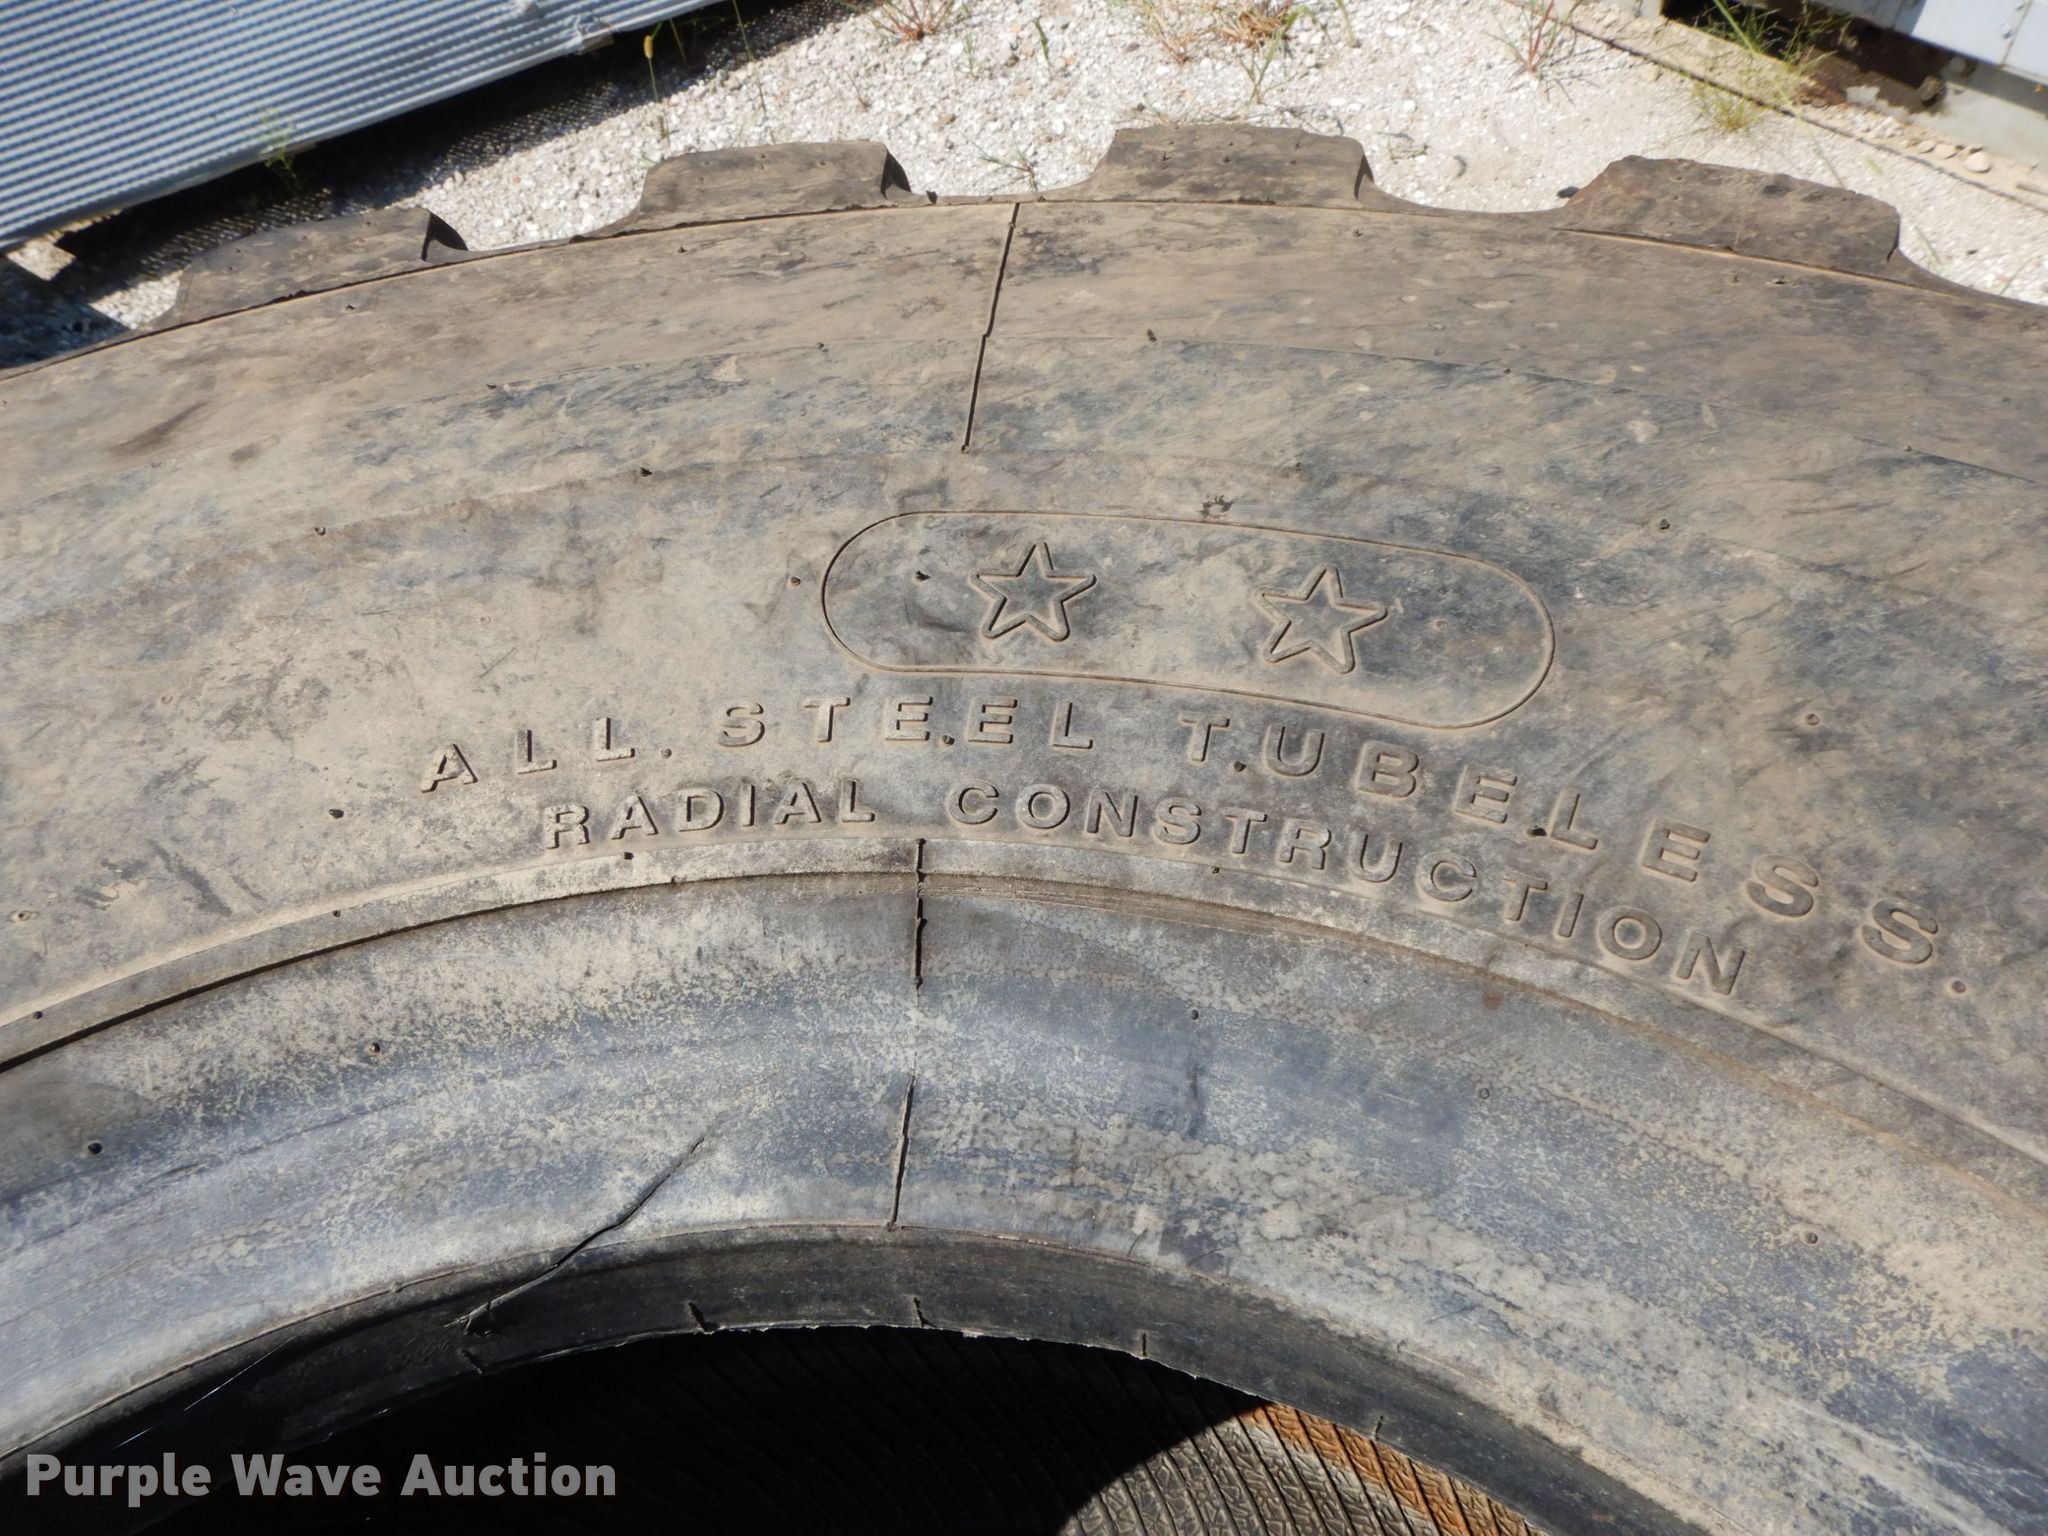 ALL STEEL TUBELESS
RADIAL CONSTRUCTION
Purple Wave Auction